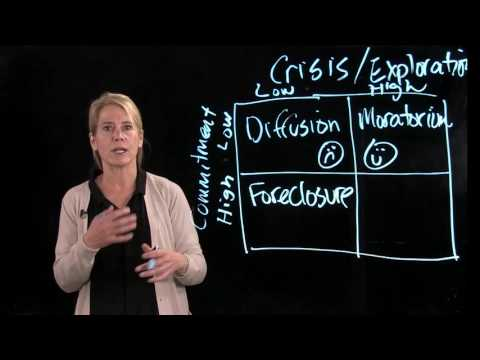 Crisis/Exploratio
Low High
Commitment
Low
High
Diffusion
Moratorium
Foreclosure